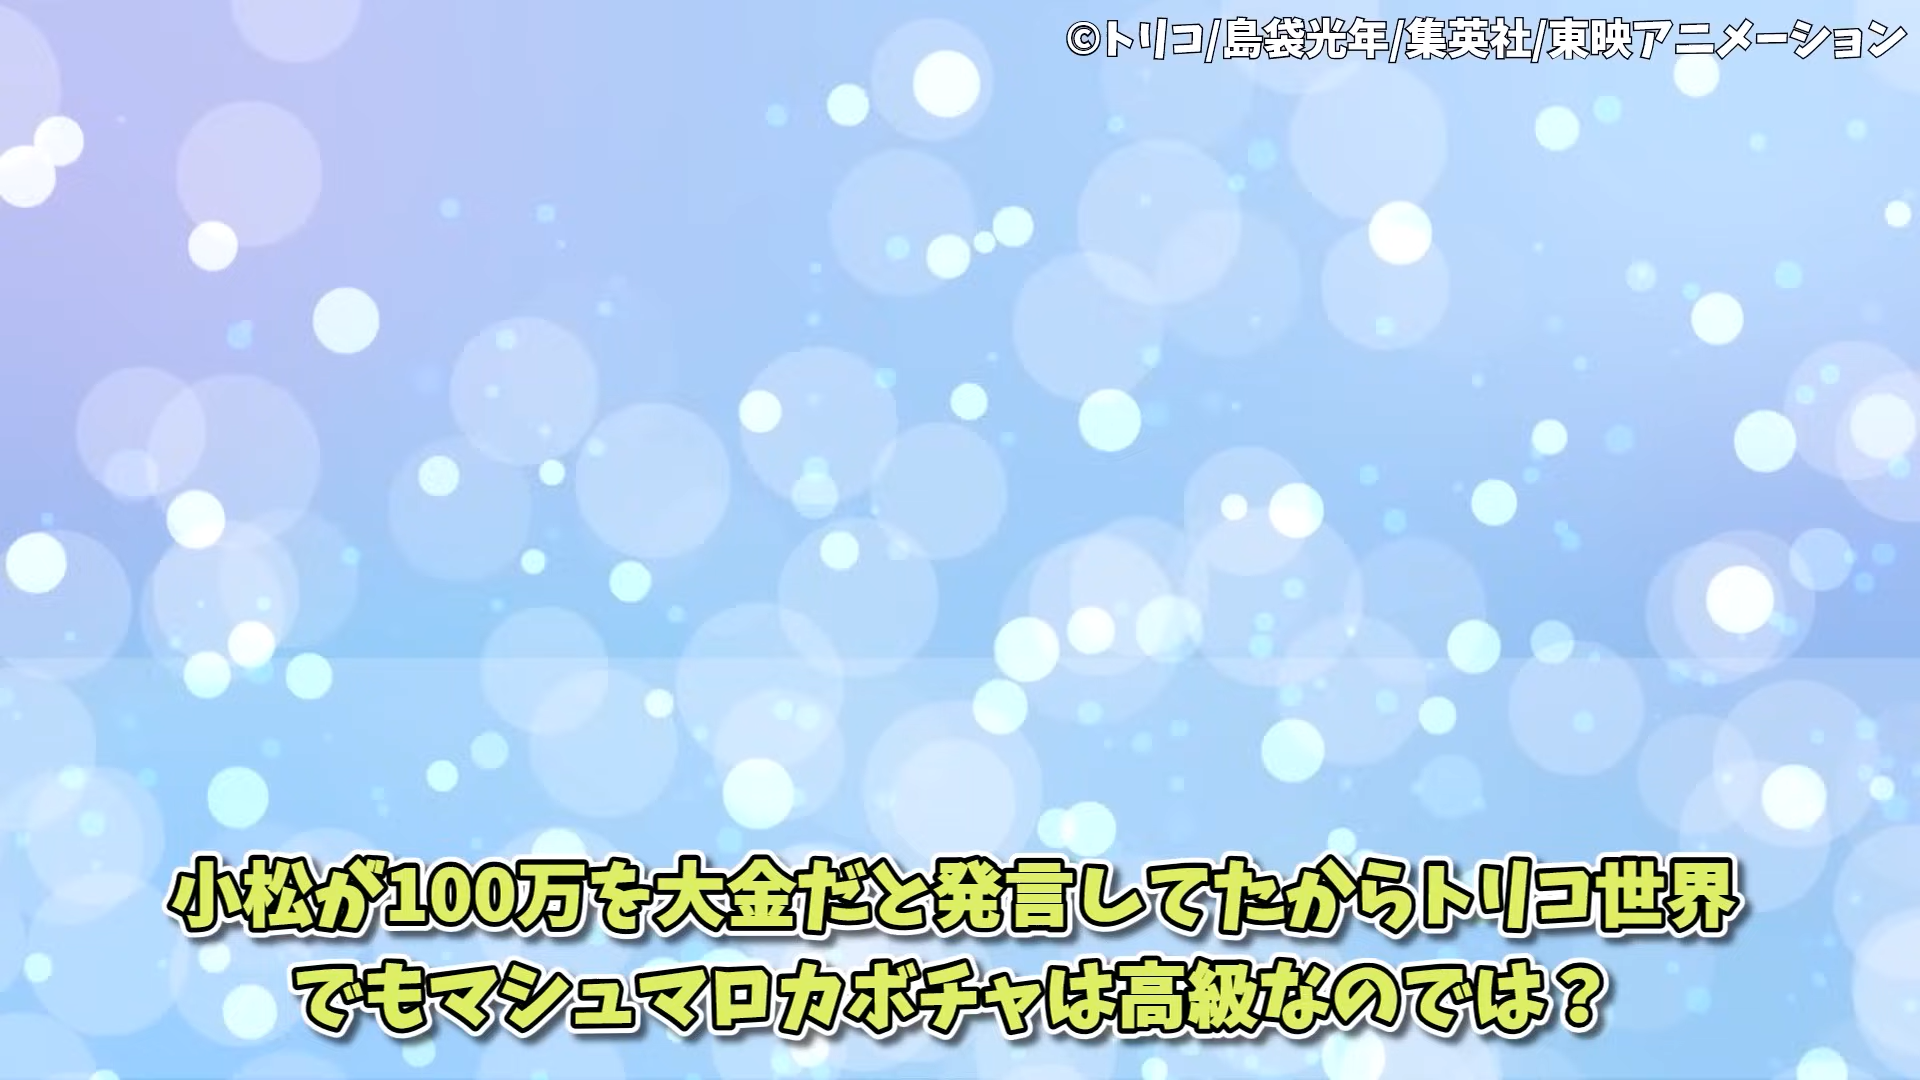 ©トリコ/島袋光年/集英社/東映アニメーション
小松が100万を大金だと発言してたからトリコ世界
でもマシュマロカボチャは高級なのでは？